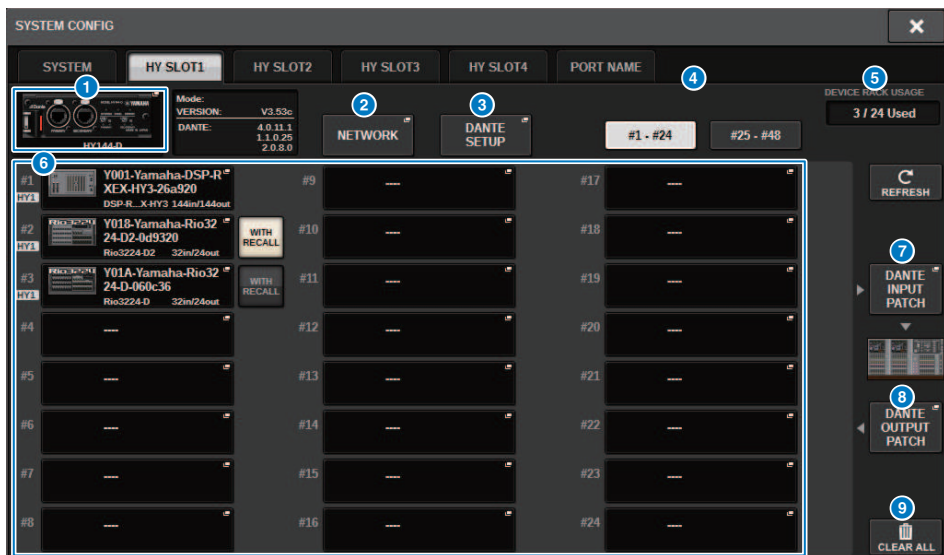 SYSTEM CONFIG
SYSTEM HY SLOT1 HY SLOT2 HY SLOT3 HY SLOT4 PORT NAME
1 2 3 4 5
HY144-D
Mode:
VERSION: V3.53c
DANTE: 4.0.11.1
1.1.0.25
2.0.8.0
NETWORK
DANTE
SETUP
#1 - #24
#25 - #48
DEVICE RACK USAGE
3 / 24 Used
6
#1
HY1
Y001-Yamaha-DSP-R
XEX-HY3-26a920
DSP-R...X-HY3 144in/144out
#2
HY1
Y018-Yamaha-Rio32
24-D2-0d9320
Rio3224-D2 32in/24out
WITH
RECALL
#3
HY1
Y01A-Yamaha-Rio32
24-D-060c36
Rio3224-D 32in/24out
WITH
RECALL
#4 ----
#5 ----
#6 ----
#7 ----
#8 ----
#9 ----
#10 ----
#11 ----
#12 ----
#13 ----
#14 ----
#15 ----
#16 ----
#17 ----
#18 ----
#19 ----
#20 ----
#21 ----
#22 ----
#23 ----
#24 ----
REFRESH
7
DANTE
INPUT
PATCH
8
DANTE
OUTPUT
PATCH
9
CLEAR ALL